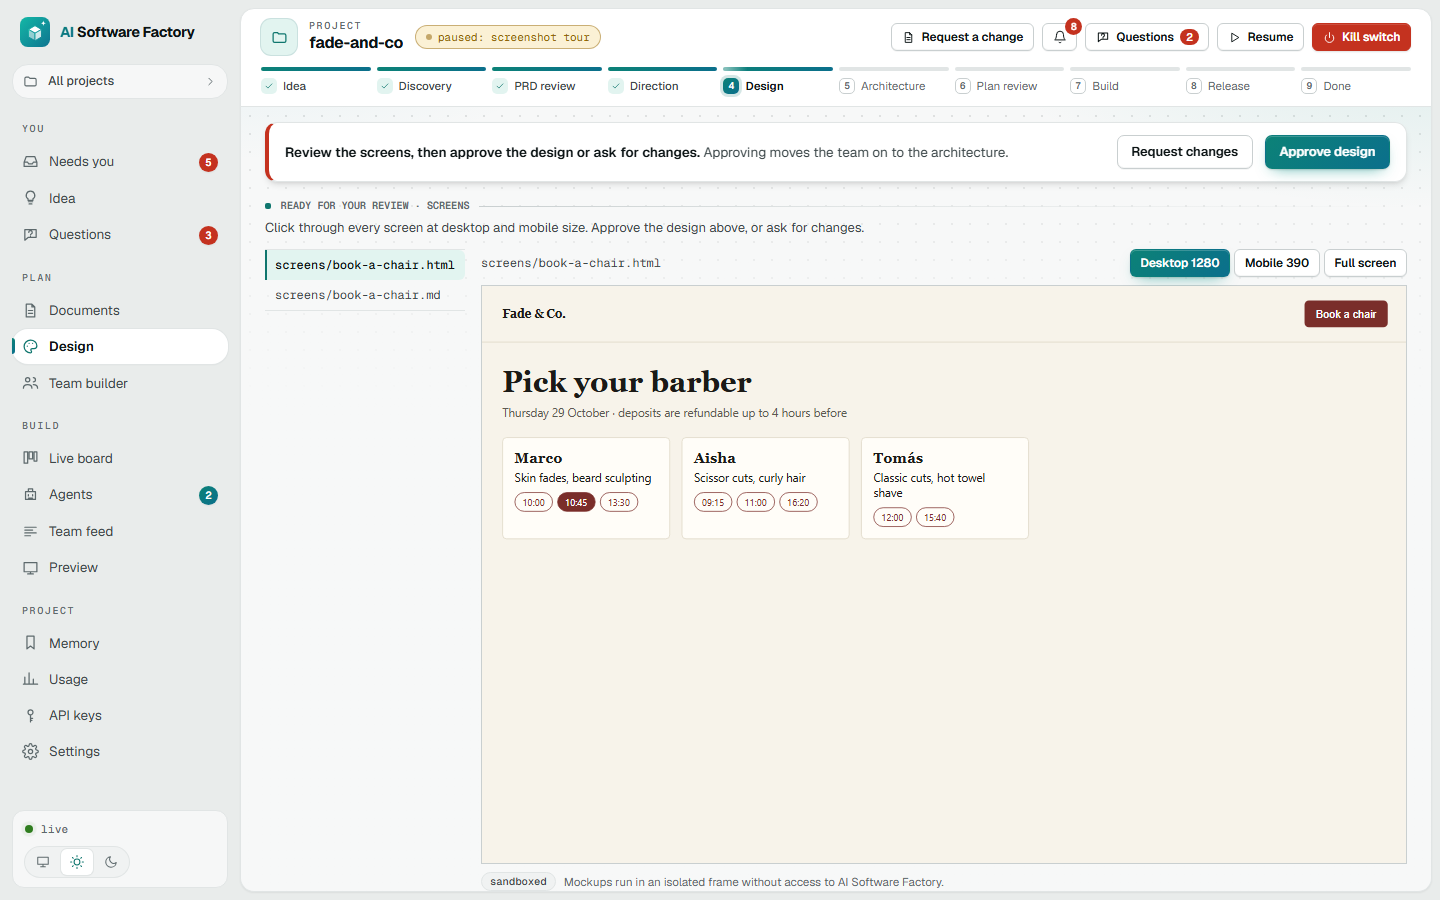 AI Software Factory
All projects
YOU
Needs you 5
Idea
Questions 3
PLAN
Documents
Design
Team builder
BUILD
Live board
Agents 2
Team feed
Preview
PROJECT
Memory
Usage
API keys
Settings
live
PROJECT
fade-and-co
paused: screenshot tour
Request a change
8
Questions 2
Resume
Kill switch
Idea
Discovery
PRD review
Direction
4 Design
5 Architecture
6 Plan review
7 Build
8 Release
9 Done
Review the screens, then approve the design or ask for changes. Approving moves the team on to the architecture.
Request changes
Approve design
READY FOR YOUR REVIEW · SCREENS
Click through every screen at desktop and mobile size. Approve the design above, or ask for changes.
screens/book-a-chair.html
screens/book-a-chair.md
screens/book-a-chair.html
Desktop 1280
Mobile 390
Full screen
Fade & Co.
Book a chair
Pick your barber
Thursday 29 October · deposits are refundable up to 4 hours before
Marco
Skin fades, beard sculpting
10:00 10:45 13:30
Aisha
Scissor cuts, curly hair
09:15 11:00 16:20
Tomás
Classic cuts, hot towel
shave
12:00 15:40
sandboxed
Mockups run in an isolated frame without access to AI Software Factory.